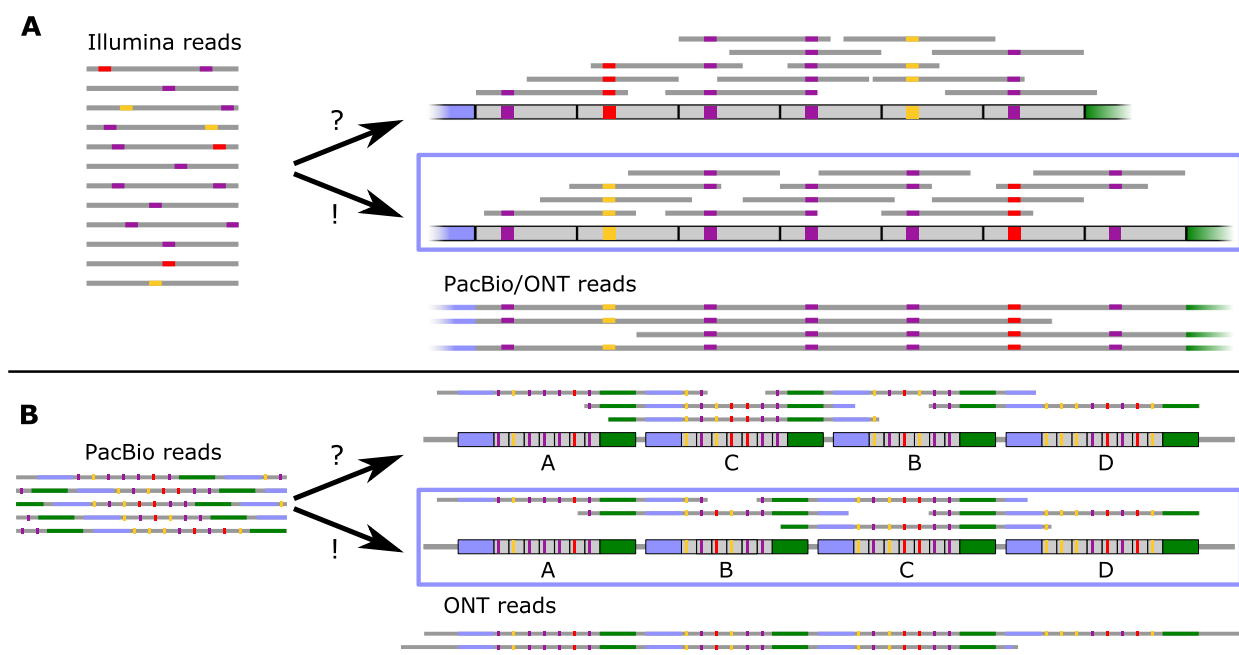 A
Illumina reads
?
!
PacBio/ONT reads
B
PacBio reads
?
A C B D
!
A B C D
ONT reads